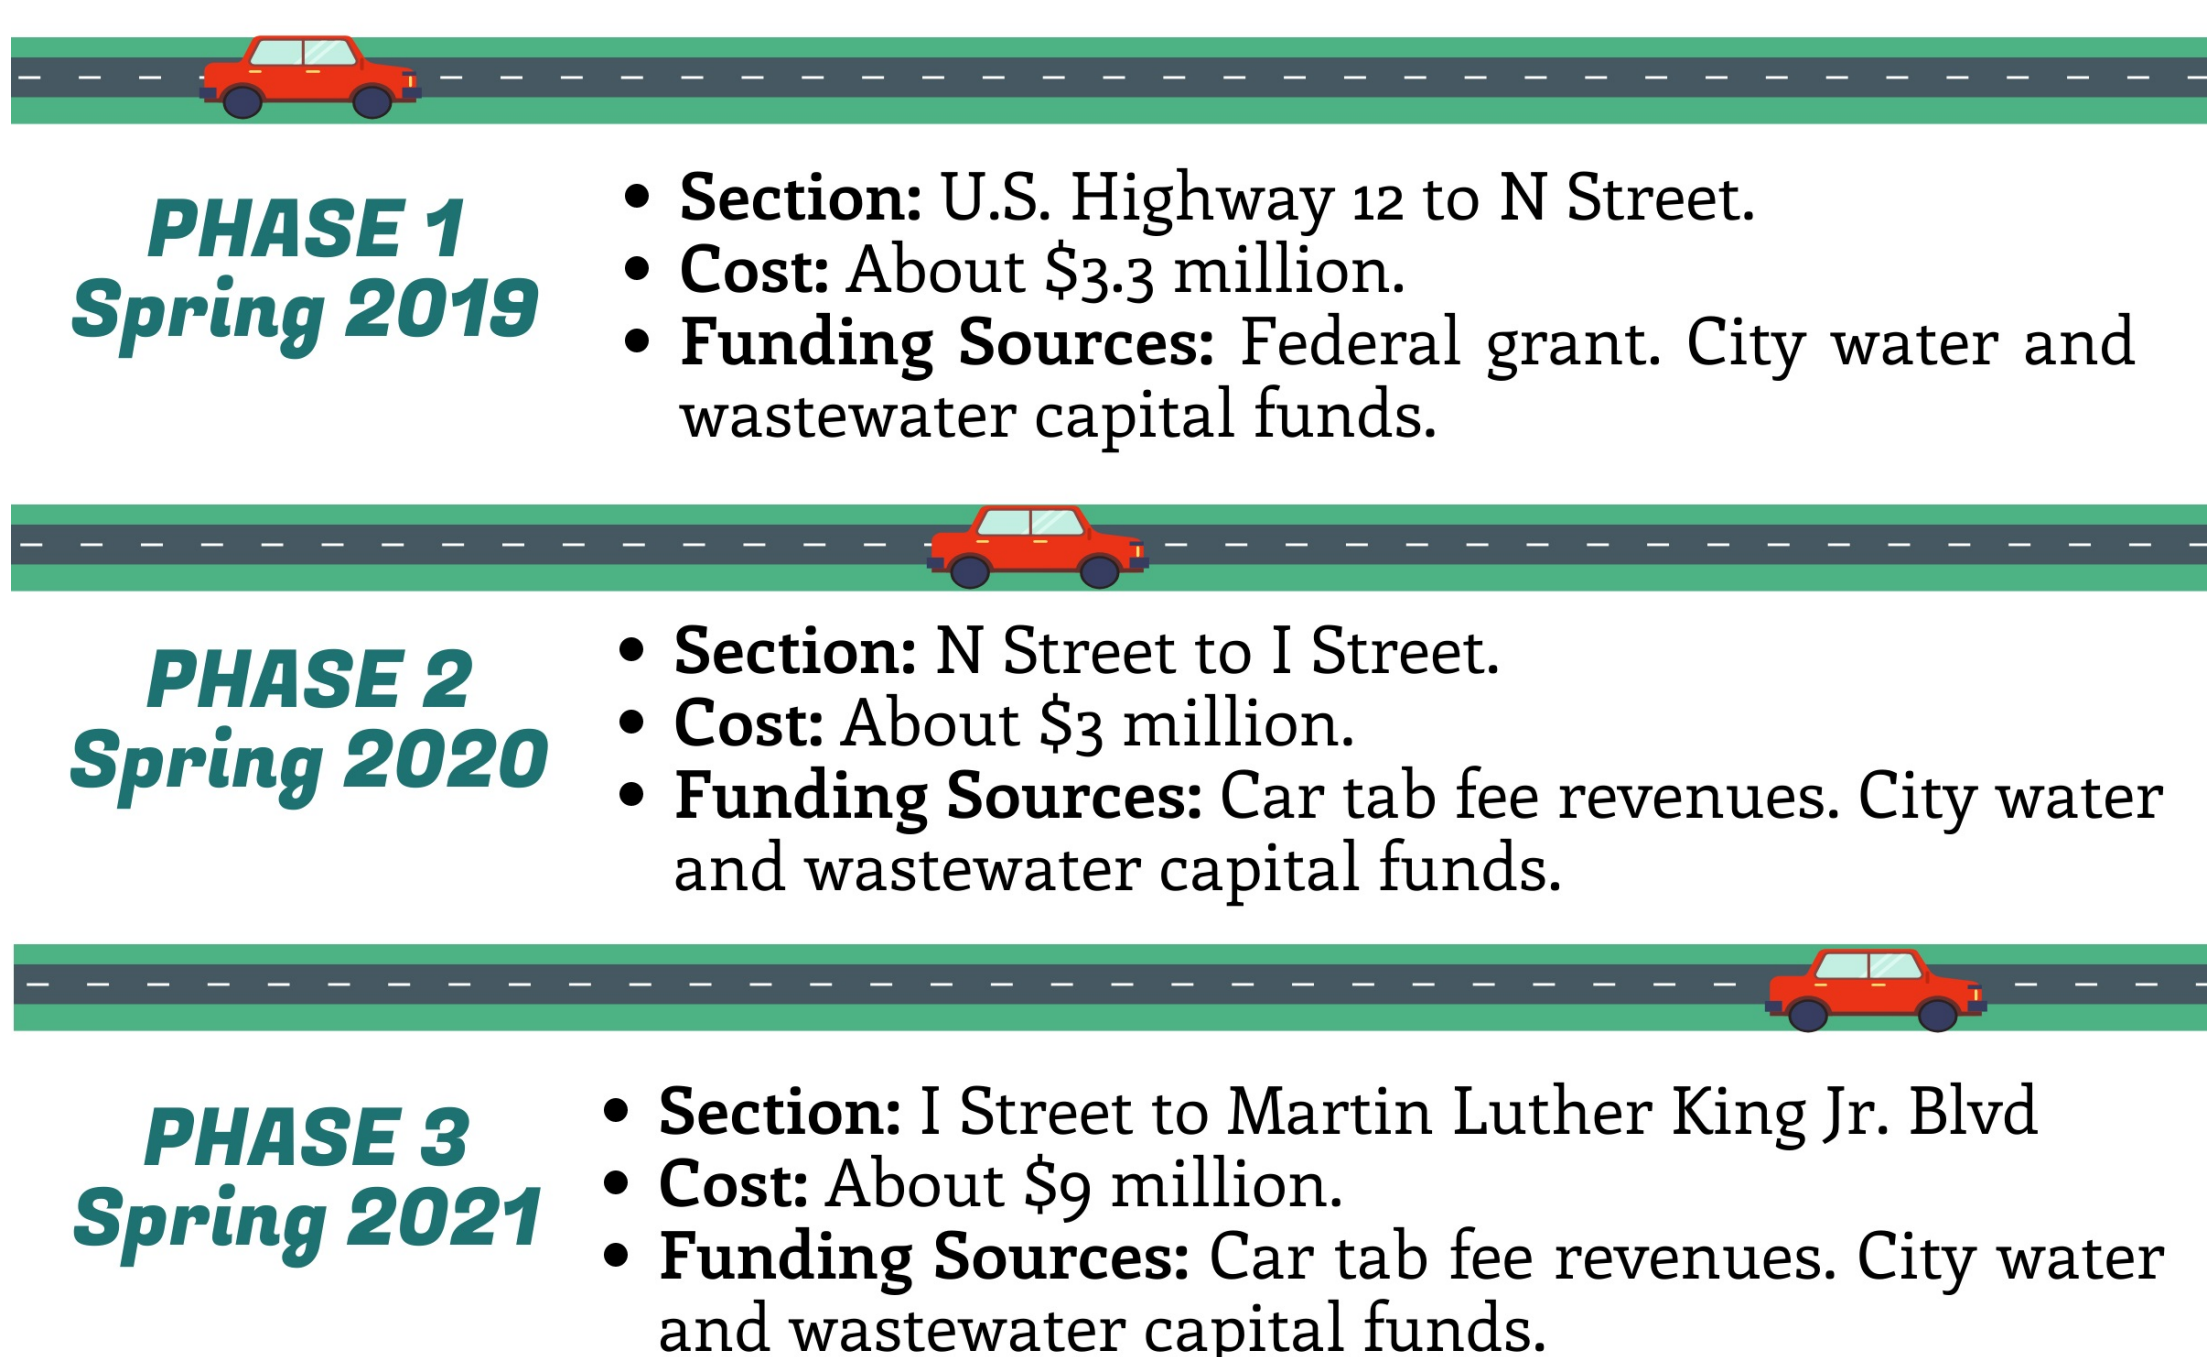 PHASE 1
Spring 2019
• Section: U.S. Highway 12 to N Street.
• Cost: About $3.3 million.
• Funding Sources: Federal grant. City water and
wastewater capital funds.
PHASE 2
Spring 2020
• Section: N Street to I Street.
• Cost: About $3 million.
• Funding Sources: Car tab fee revenues. City water
and wastewater capital funds.
PHASE 3
Spring 2021
• Section: I Street to Martin Luther King Jr. Blvd
• Cost: About $9 million.
• Funding Sources: Car tab fee revenues. City water
and wastewater capital funds.